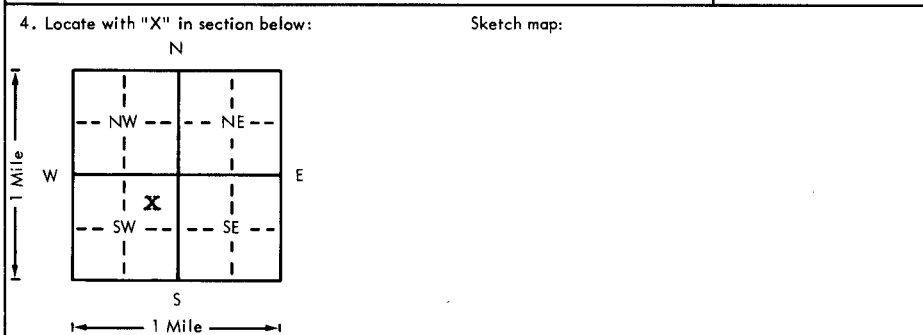 4. Locate with "X" in section below: Sketch map:
N
NW NE
W E
1 Mile
X
SW SE
S
1 Mile